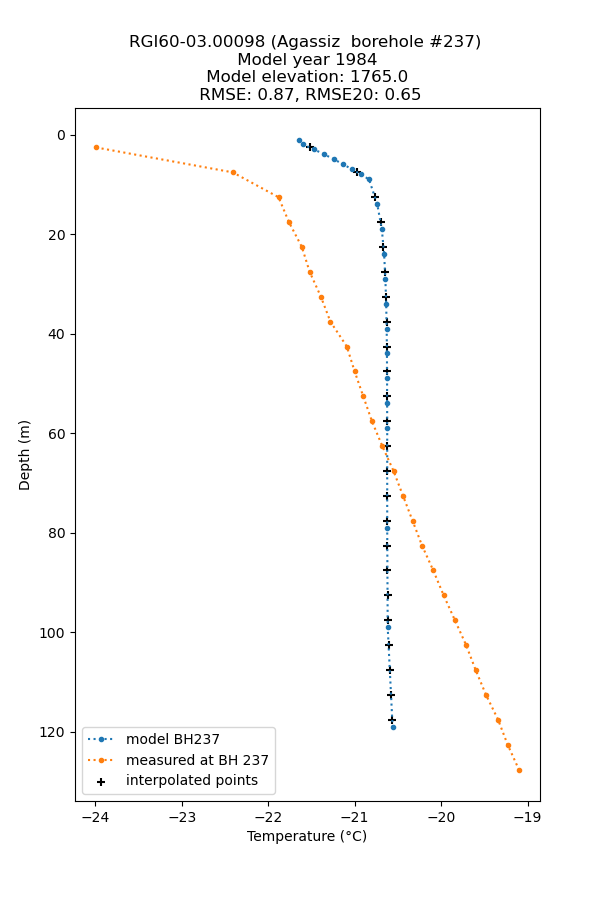 RGI60-03.00098 (Agassiz  borehole #237)
Model year 1984
Model elevation: 1765.0
RMSE: 0.87, RMSE20: 0.65
0
20
40
60
80
100
120
Depth (m)
model BH237
measured at BH 237
interpolated points
−24
−23
−22
−21
−20
−19
Temperature (°C)